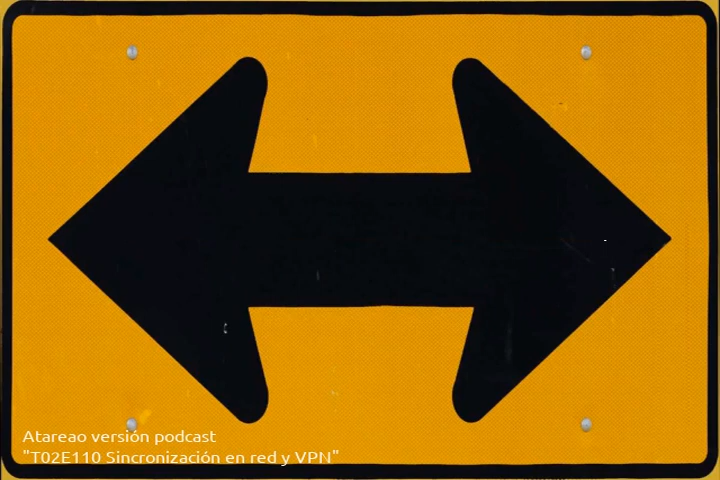 Atareao versión podcast
"T02E110 Sincronización en red y VPN"